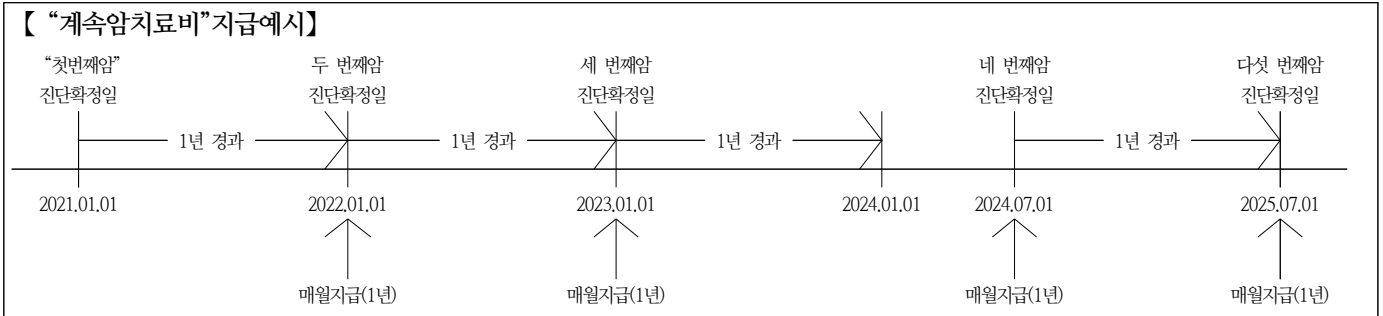 【 “계속암치료비”지급예시】
“첫번째암” 두 번째암 세 번째암 네 번째암 다섯 번째암
진단확정일 진단확정일 진단확정일 진단확정일 진단확정일
1년 경과 1년 경과 1년 경과 1년 경과
2021.01.01 2022.01.01 2023.01.01 2024.01.01 2024.07.01 2025.07.01
매월지급(1년) 매월지급(1년) 매월지급(1년) 매월지급(1년)